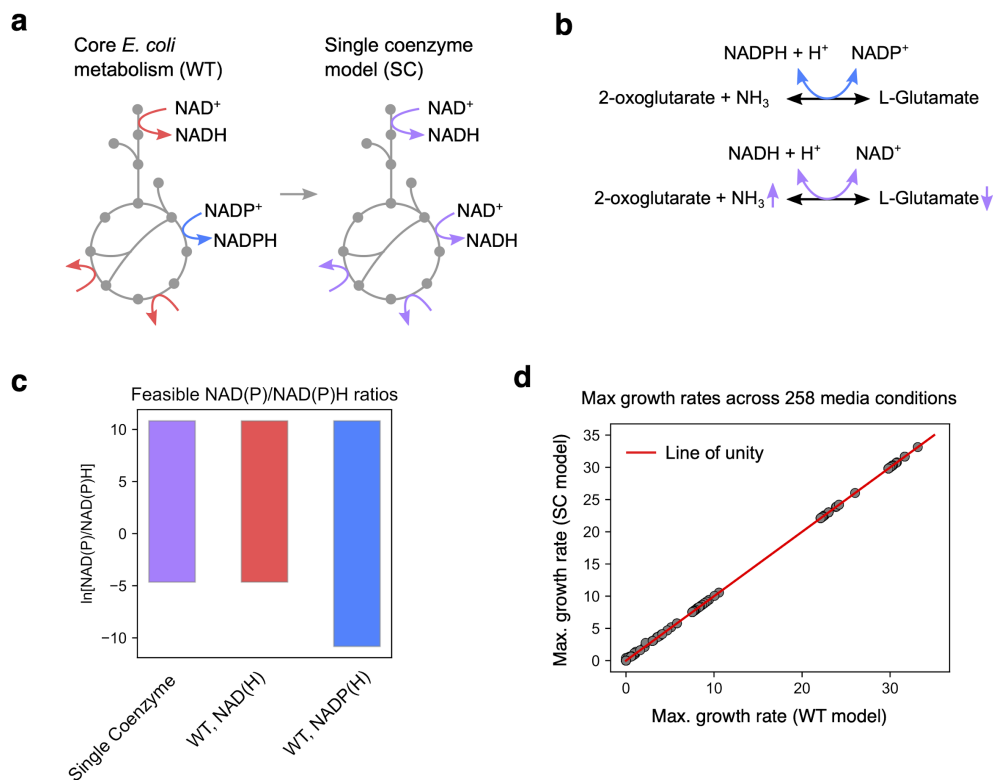 a
Core E. coli
metabolism (WT)
NAD⁺
NADH
NADP⁺
NADPH
Single coenzyme
model (SC)
NAD⁺
NADH
NAD⁺
NADH
b
NADPH + H⁺ NADP⁺
2-oxoglutarate + NH₃ L-Glutamate
NADH + H⁺ NAD⁺
2-oxoglutarate + NH₃ L-Glutamate
c
Feasible NAD(P)/NAD(P)H ratios
ln[NAD(P)/NAD(P)H]
10
5
0
−5
−10
Single Coenzyme
WT, NAD(H)
WT, NADP(H)
d
Max growth rates across 258 media conditions
Max. growth rate (SC model)
35
30
25
20
15
10
5
0
Line of unity
0 10 20 30
Max. growth rate (WT model)